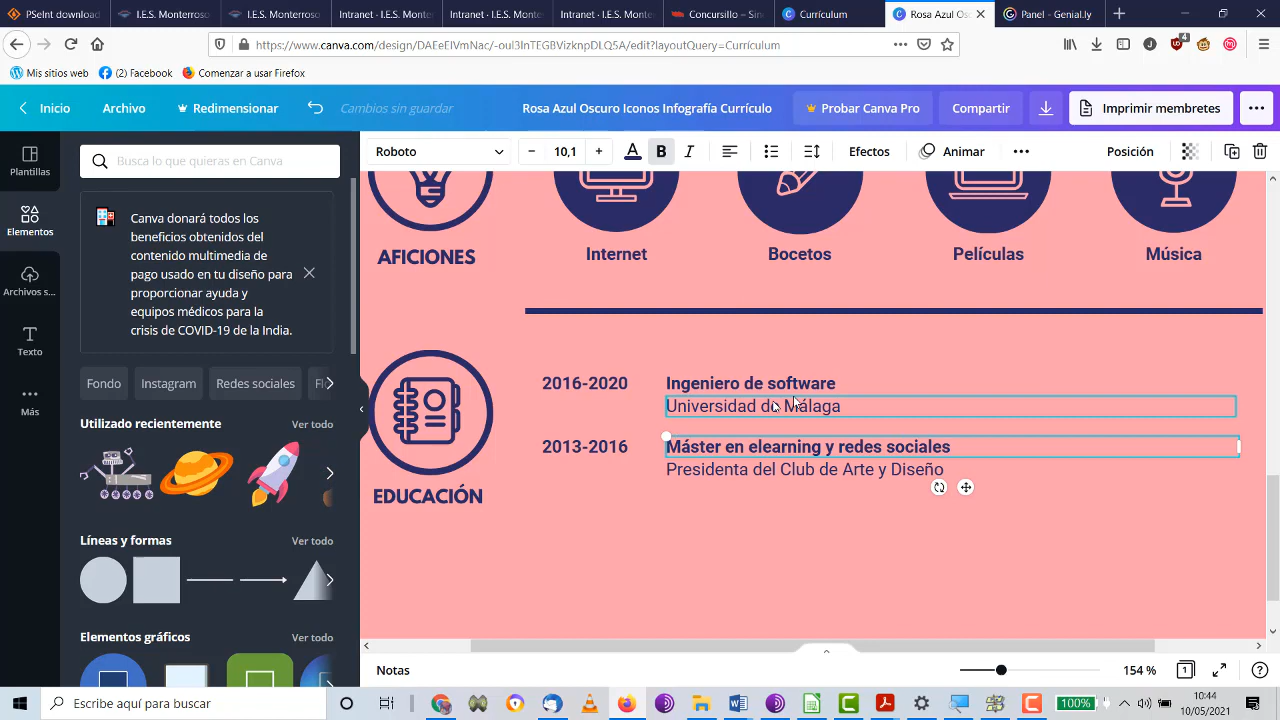 PSeInt download
I.E.S. Monterroso
I.E.S. Monterroso
Intranet - I.E.S. Mont
Intranet - I.E.S. Mont
Intranet - I.E.S. Mont
Concursillo – Sin
Currículum
Rosa Azul Os
Panel - Genial.ly
https://www.canva.com/design/
/edit?layoutQuery=Currículum
4
Mis sitios web
(2) Facebook
Comenzar a usar Firefox
Inicio
Archivo
Redimensionar
Cambios sin guardar
Rosa Azul Oscuro Iconos Infografía Currículo
Probar Canva Pro
Compartir
Imprimir membretes
Plantillas
Elementos
Archivos s...
Texto
Más
Busca lo que quieras en Canva
Canva donará todos los
beneficios obtenidos del
contenido multimedia de
pago usado en tu diseño para
proporcionar ayuda y
equipos médicos para la
crisis de COVID-19 de la India.
Fondo
Instagram
Redes sociales
Utilizado recientemente
Ver todo
Líneas y formas
Ver todo
Elementos gráficos
Ver todo
Roboto
10,1
A
B
I
Efectos
Animar
Posición
AFICIONES
Internet
Bocetos
Películas
Música
2016-2020
Ingeniero de software
Universidad de Málaga
2013-2016
Máster en elearning y redes sociales
Presidenta del Club de Arte y Diseño
EDUCACIÓN
Notas
154 %
1
Escribe aquí para buscar
100%
10:44
10/05/2021